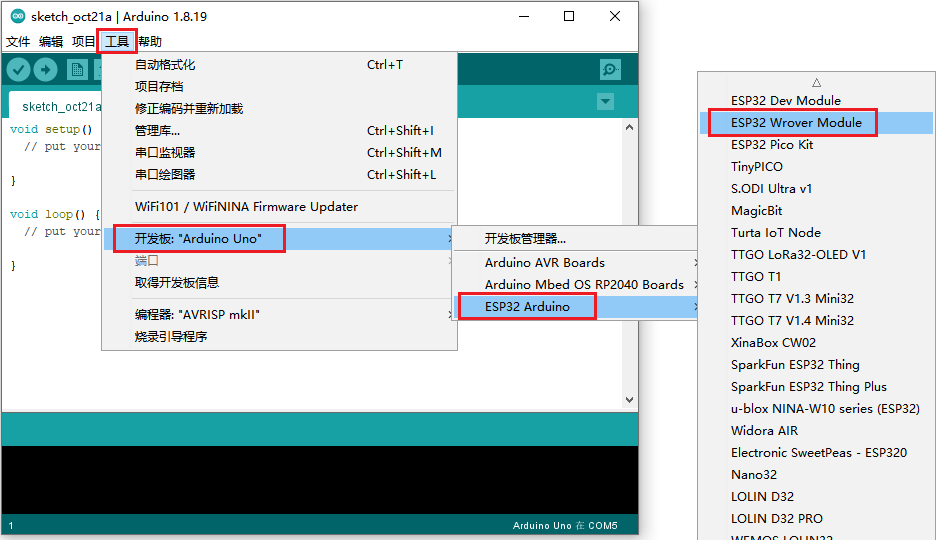 sketch_oct21a | Arduino 1.8.19
文件 编辑 项目 工具 帮助
sketch_oct21a
void setup()
// put your
}
void loop() {
// put your
}
自动格式化 Ctrl+T
项目存档
修正编码并重新加载
管理库... Ctrl+Shift+I
串口监视器 Ctrl+Shift+M
串口绘图器 Ctrl+Shift+L
WiFi101 / WiFiNINA Firmware Updater
开发板: "Arduino Uno"
端口
取得开发板信息
编程器: "AVRISP mkII"
烧录引导程序
开发板管理器...
Arduino AVR Boards
Arduino Mbed OS RP2040 Boards
ESP32 Arduino
ESP32 Dev Module
ESP32 Wrover Module
ESP32 Pico Kit
TinyPICO
S.ODI Ultra v1
MagicBit
Turta IoT Node
TTGO LoRa32-OLED V1
TTGO T1
TTGO T7 V1.3 Mini32
TTGO T7 V1.4 Mini32
XinaBox CW02
SparkFun ESP32 Thing
SparkFun ESP32 Thing Plus
u-blox NINA-W10 series (ESP32)
Widora AIR
Electronic SweetPeas - ESP320
Nano32
LOLIN D32
LOLIN D32 PRO
WEMOS LOLIN32
1
Arduino Uno 在 COM5